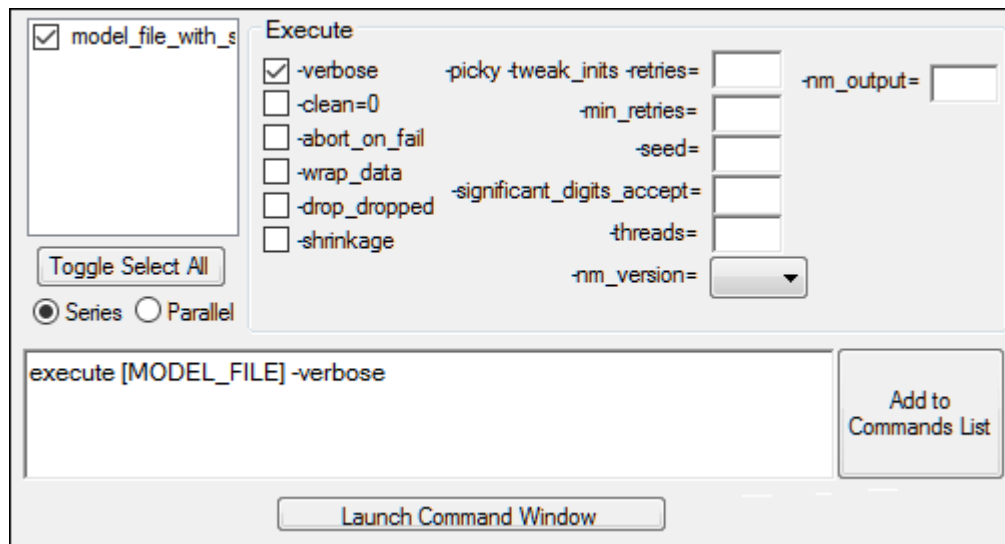 model_file_with_s
Execute
-verbose
-clean=0
-abort_on_fail
-wrap_data
-drop_dropped
-shrinkage
-picky -tweak_inits -retries=
-min_retries=
-seed=
-significant_digits_accept=
-threads=
-nm_version=
-nm_output=
Toggle Select All
Series Parallel
execute [MODEL_FILE] -verbose
Add to
Commands List
Launch Command Window